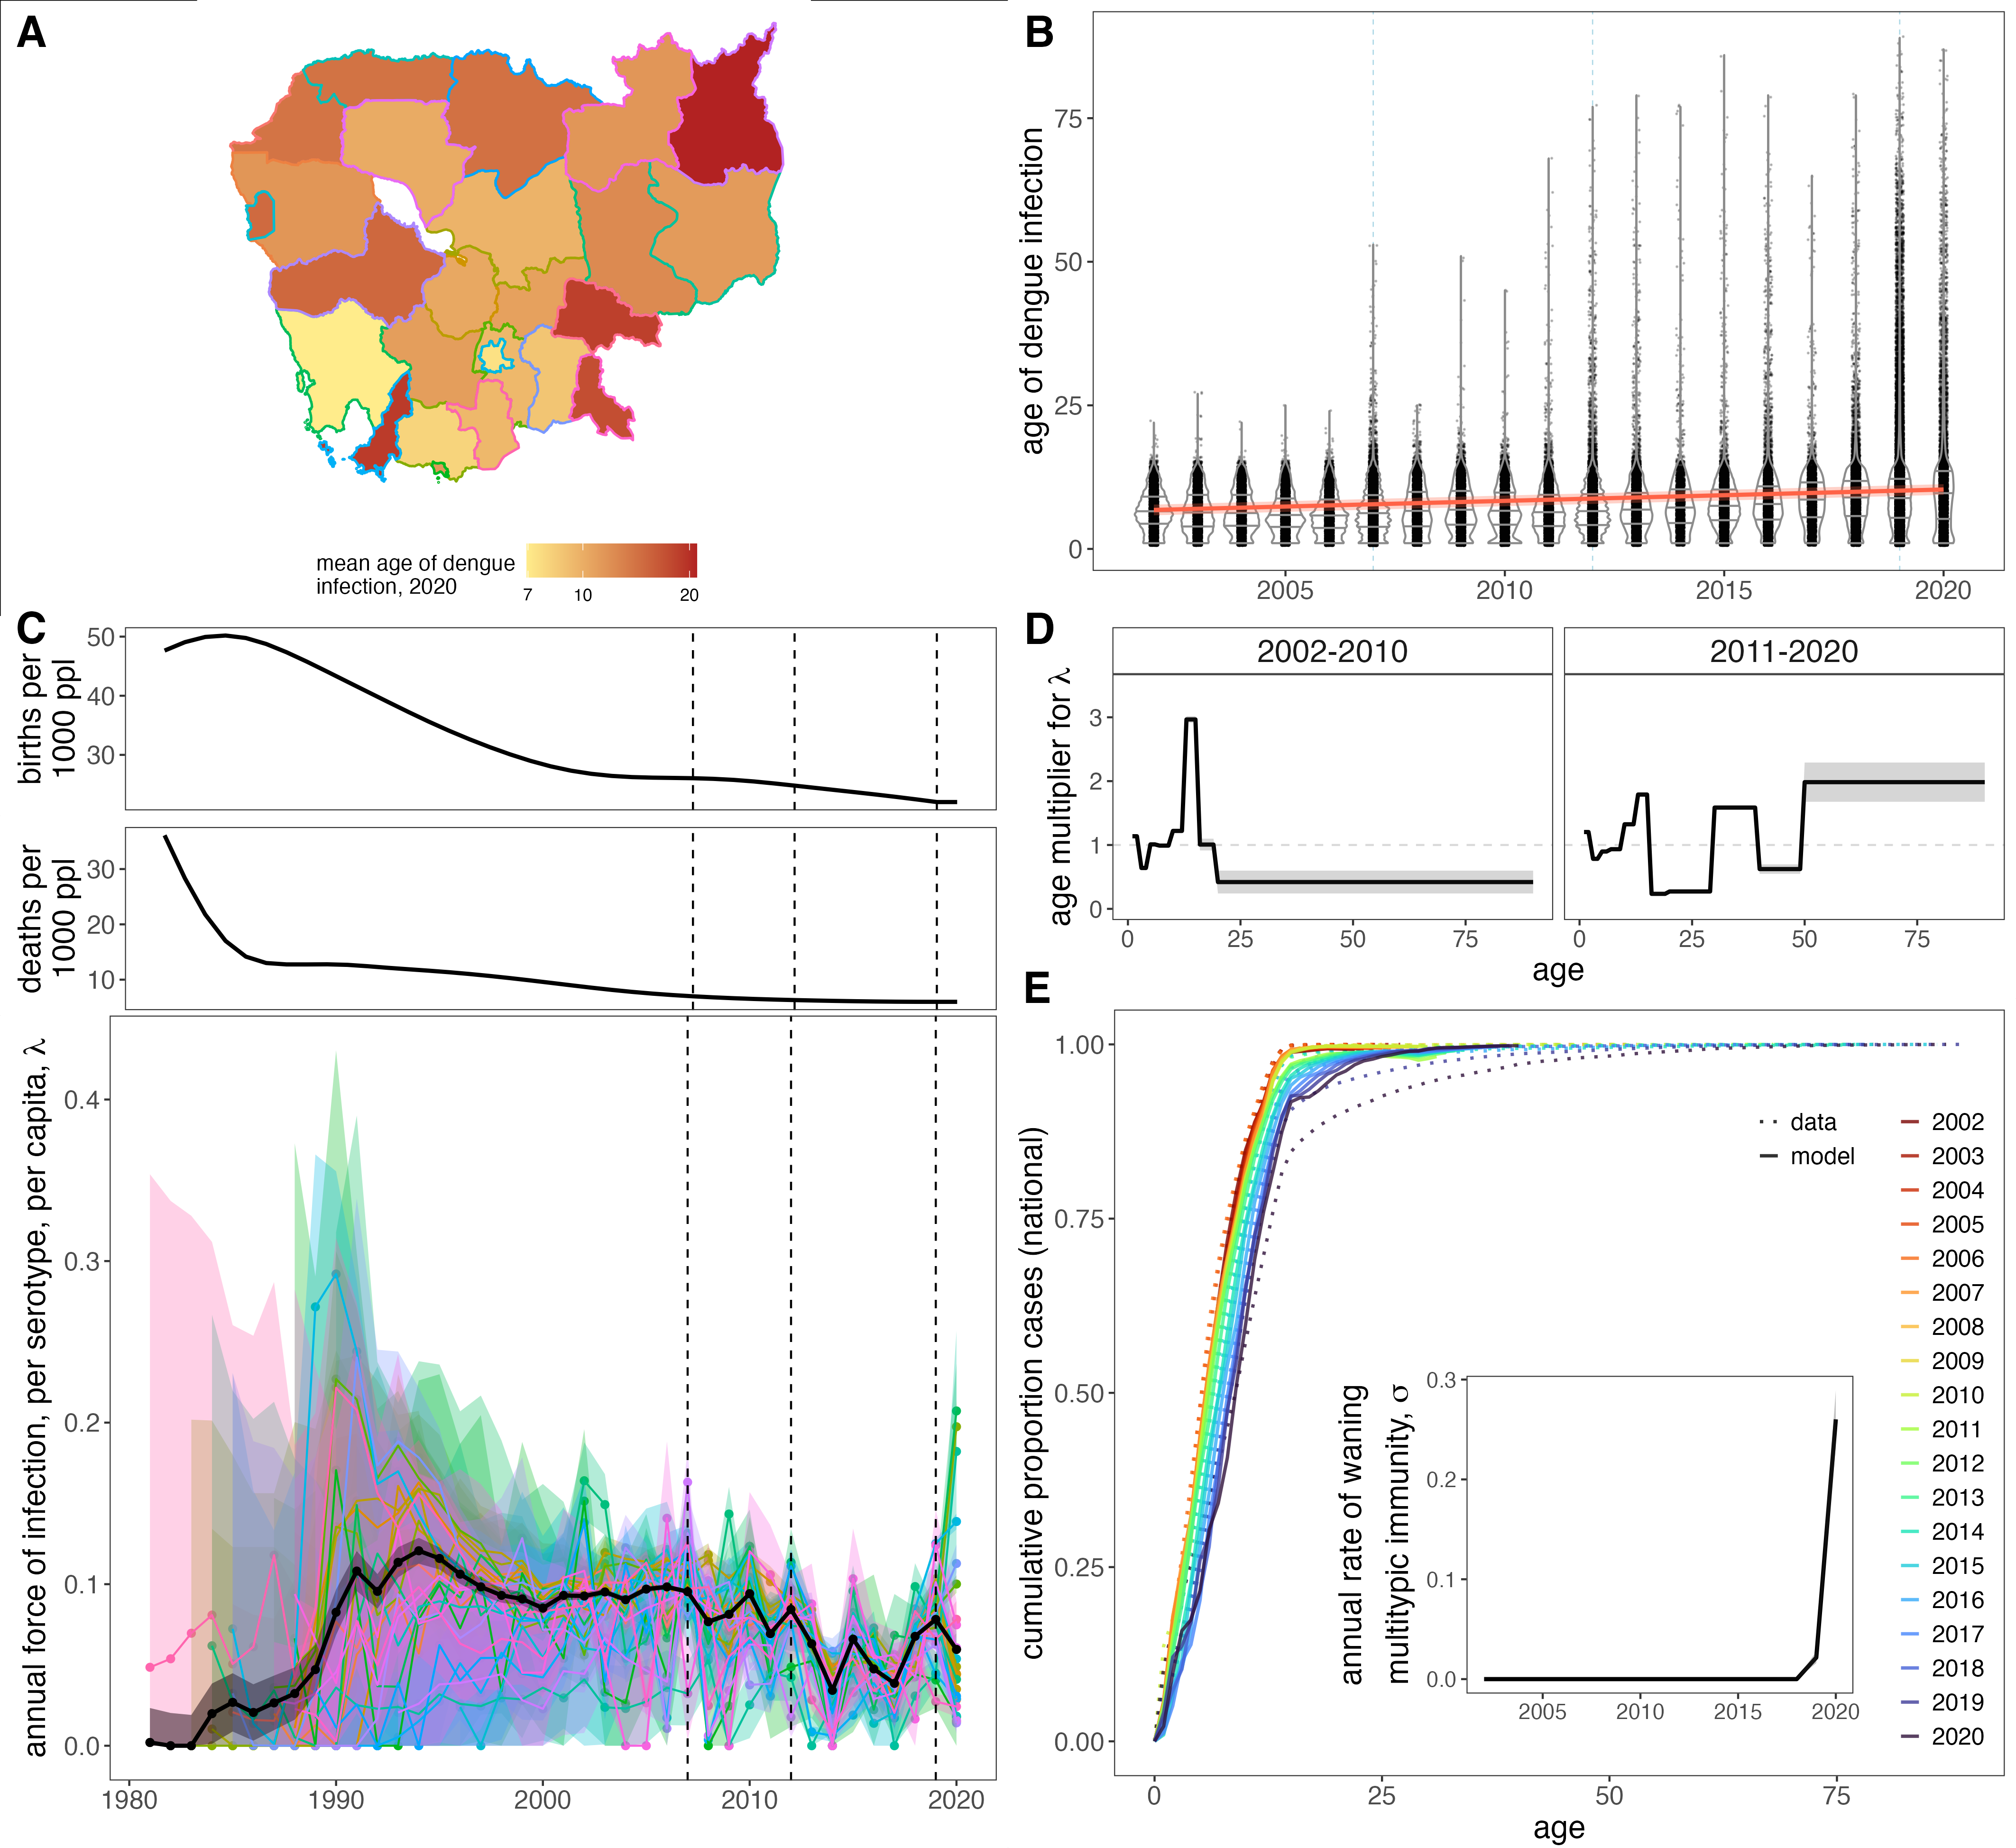 A
mean age of dengue
infection, 2020
7 10 20
B
age of dengue infection
75
50
25
0
2005 2010 2015 2020
C
births per
1000 ppl
50
40
30
deaths per
1000 ppl
30
20
10
annual force of infection, per serotype, per capita, λ
0.4
0.3
0.2
0.1
0.0
1980 1990 2000 2010 2020
D
2002-2010 2011-2020
age multiplier for λ
3
2
1
0
0 25 50 75 0 25 50 75
age
E
cumulative proportion cases (national)
1.00
0.75
0.50
0.25
0.00
0 25 50 75
age
data
model
2002
2003
2004
2005
2006
2007
2008
2009
2010
2011
2012
2013
2014
2015
2016
2017
2018
2019
2020
annual rate of waning
multitypic immunity, σ
0.3
0.2
0.1
0.0
2005 2010 2015 2020